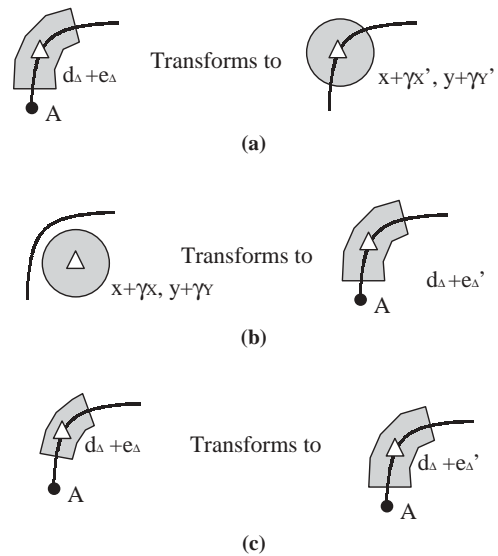 dΔ+eΔ
A
Transforms to
x+γX', y+γY'
(a)
x+γX, y+γY
Transforms to
dΔ+eΔ'
A
(b)
dΔ+eΔ
A
Transforms to
dΔ+eΔ'
A
(c)